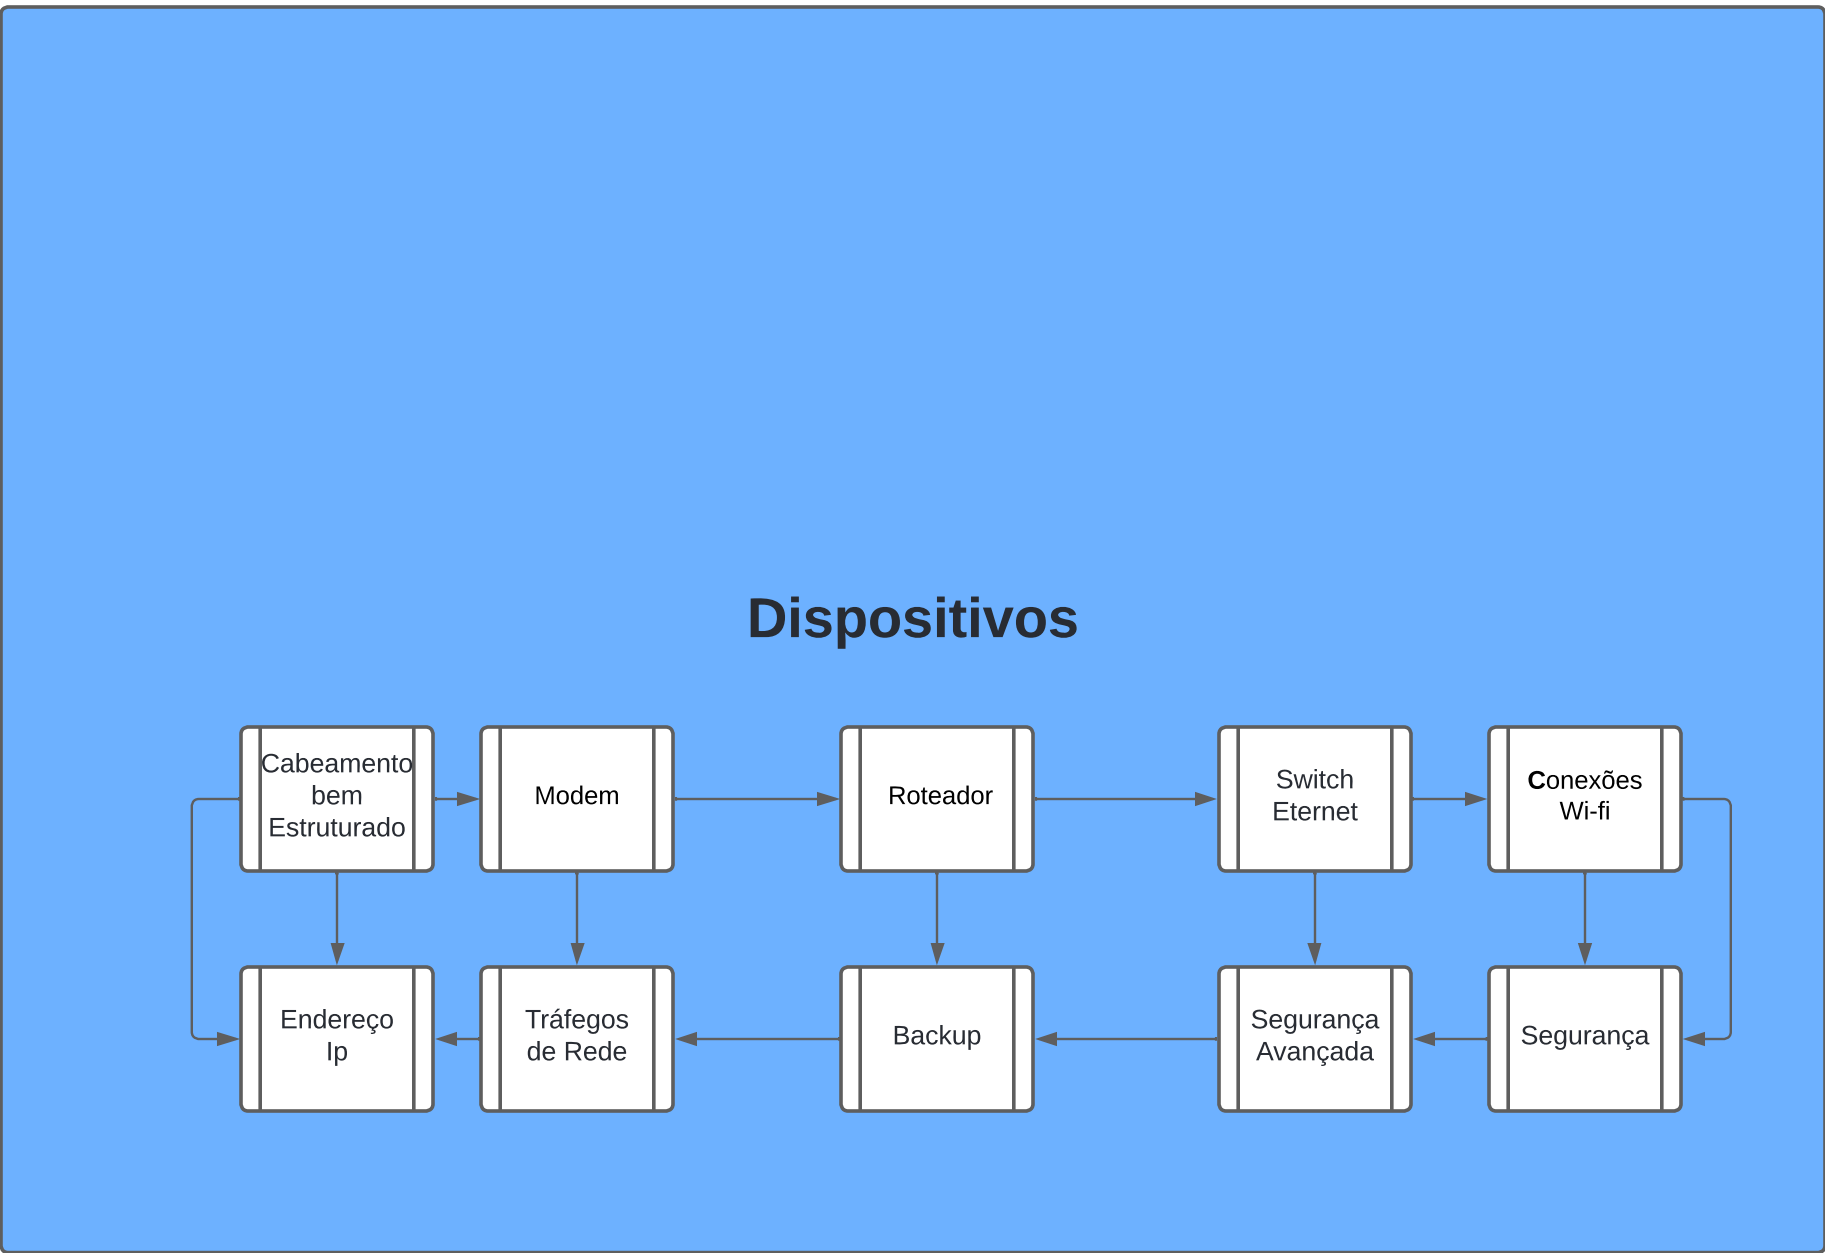 Dispositivos
Cabeamento
bem
Estruturado
Modem
Roteador
Switch
Eternet
Conexões
Wi-fi
Endereço
Ip
Tráfegos
de Rede
Backup
Segurança
Avançada
Segurança